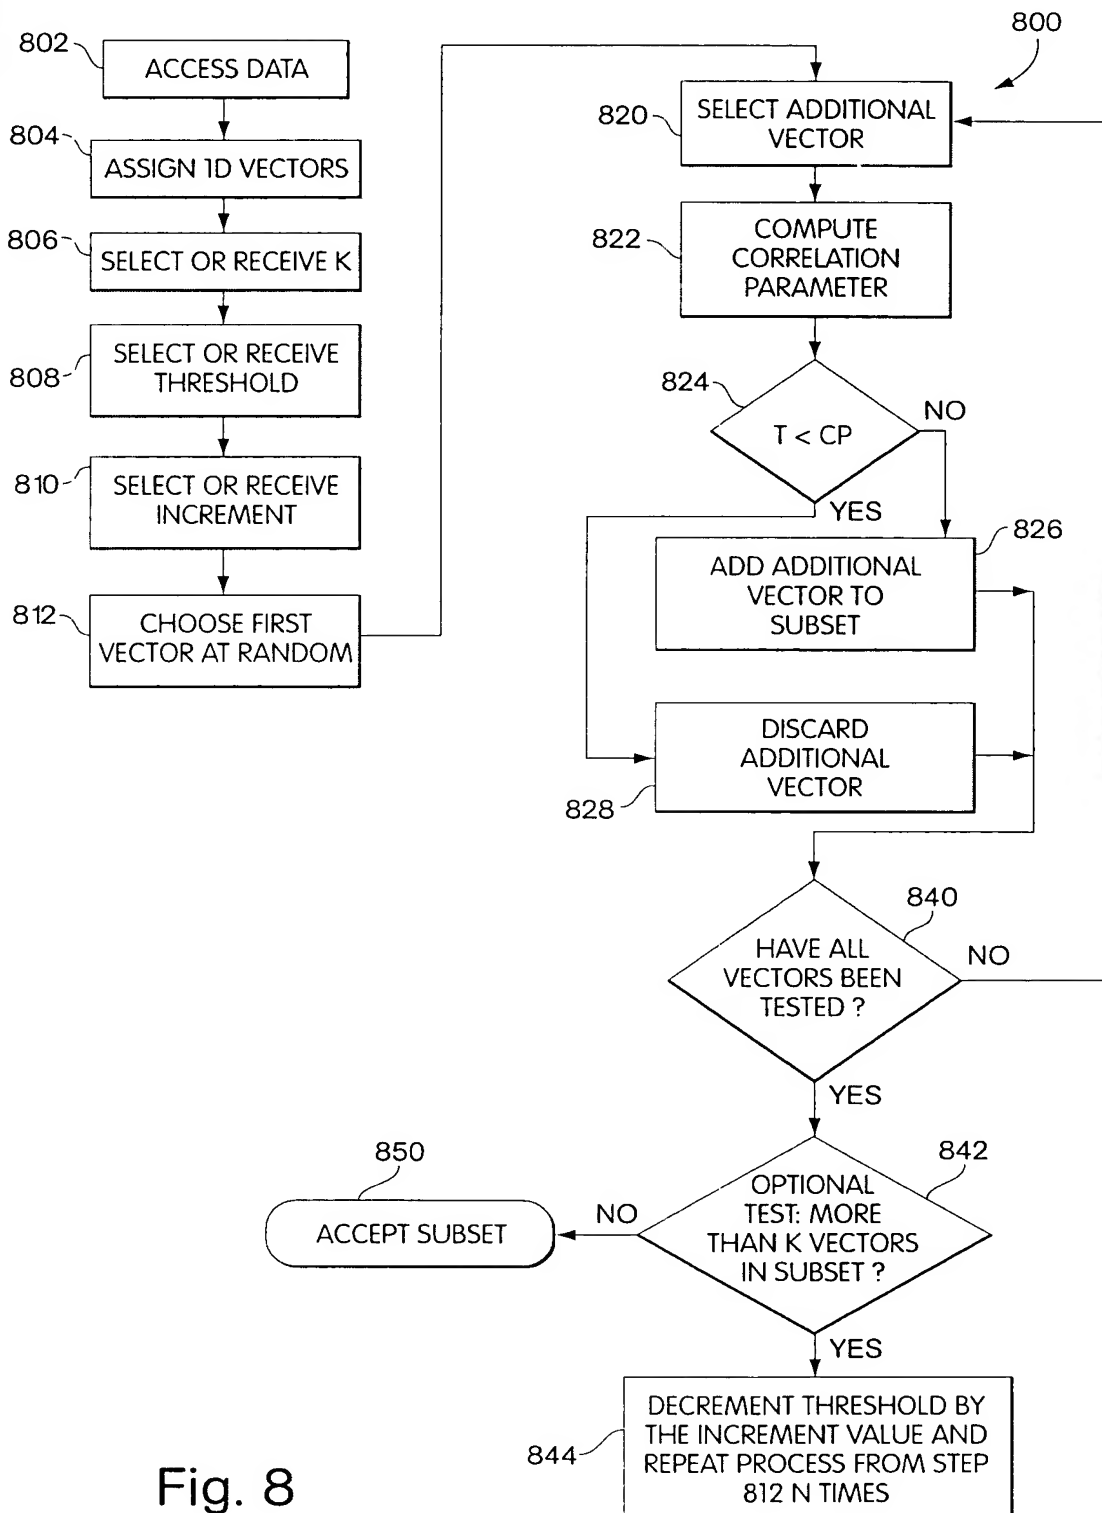 802
ACCESS DATA
804
ASSIGN 1D VECTORS
806
SELECT OR RECEIVE K
808
SELECT OR RECEIVE
THRESHOLD
810
SELECT OR RECEIVE
INCREMENT
812
CHOOSE FIRST
VECTOR AT RANDOM
800
820
SELECT ADDITIONAL
VECTOR
822
COMPUTE
CORRELATION
PARAMETER
824
T < CP
NO
YES
826
ADD ADDITIONAL
VECTOR TO
SUBSET
DISCARD
ADDITIONAL
VECTOR
828
840
HAVE ALL
VECTORS BEEN
TESTED ?
NO
YES
842
OPTIONAL
TEST: MORE
THAN K VECTORS
IN SUBSET ?
NO
850
ACCEPT SUBSET
YES
844
DECREMENT THRESHOLD BY
THE INCREMENT VALUE AND
REPEAT PROCESS FROM STEP
812 N TIMES
Fig. 8